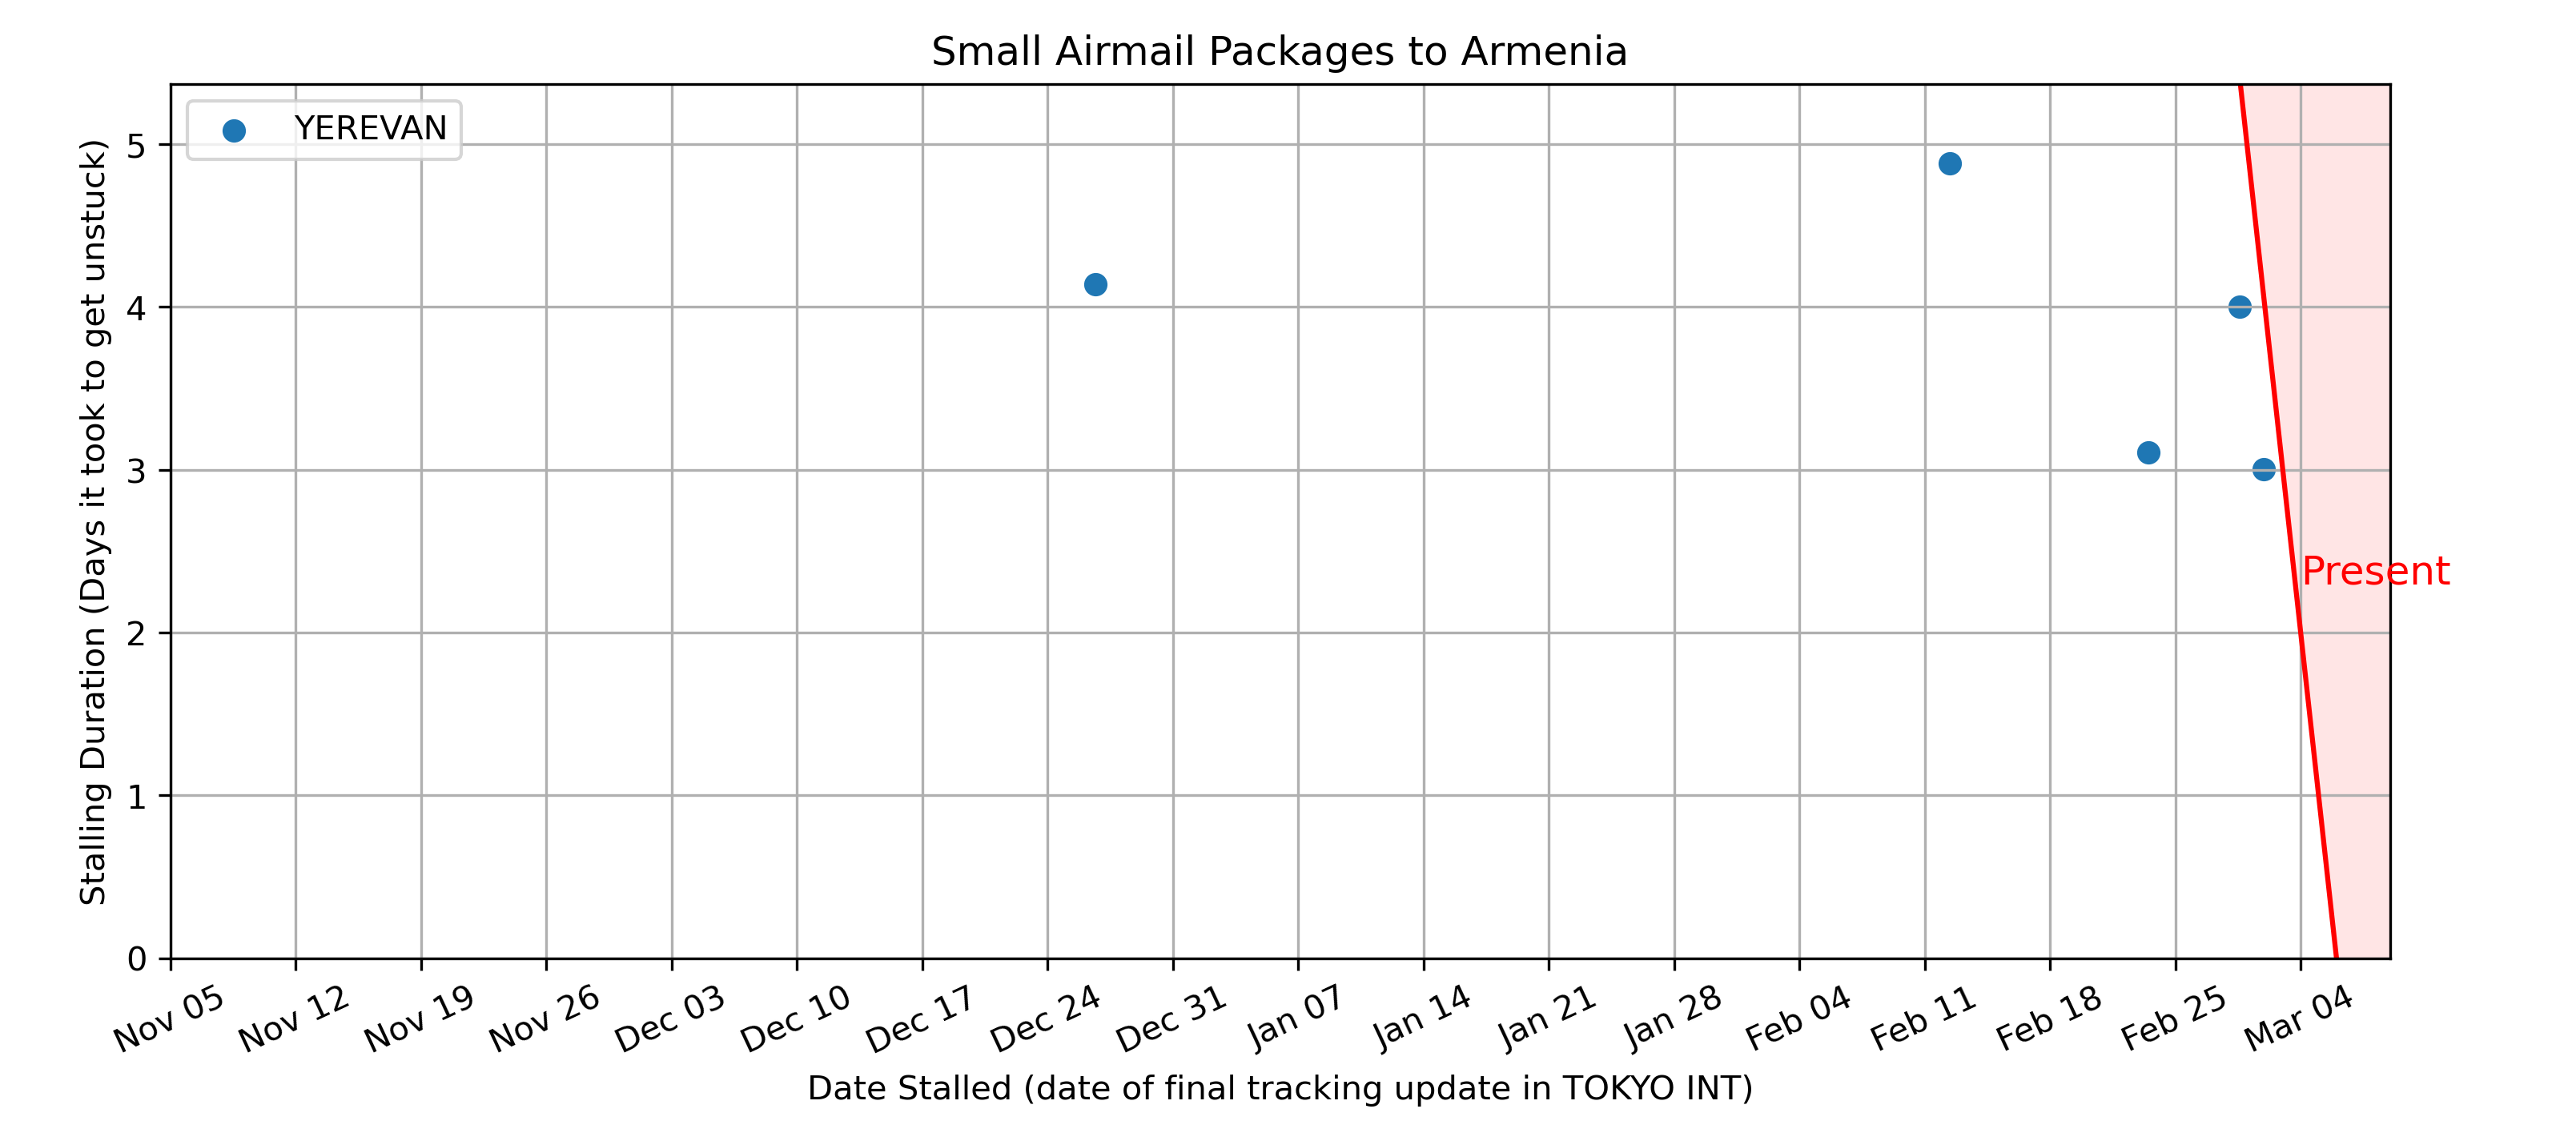 Small Airmail Packages to Armenia
YEREVAN
Stalling Duration (Days it took to get unstuck)
5
4
3
2
1
0
Present
Nov 05
Nov 12
Nov 19
Nov 26
Dec 03
Dec 10
Dec 17
Dec 24
Dec 31
Jan 07
Jan 14
Jan 21
Jan 28
Feb 04
Feb 11
Feb 18
Feb 25
Mar 04
Date Stalled (date of final tracking update in TOKYO INT)